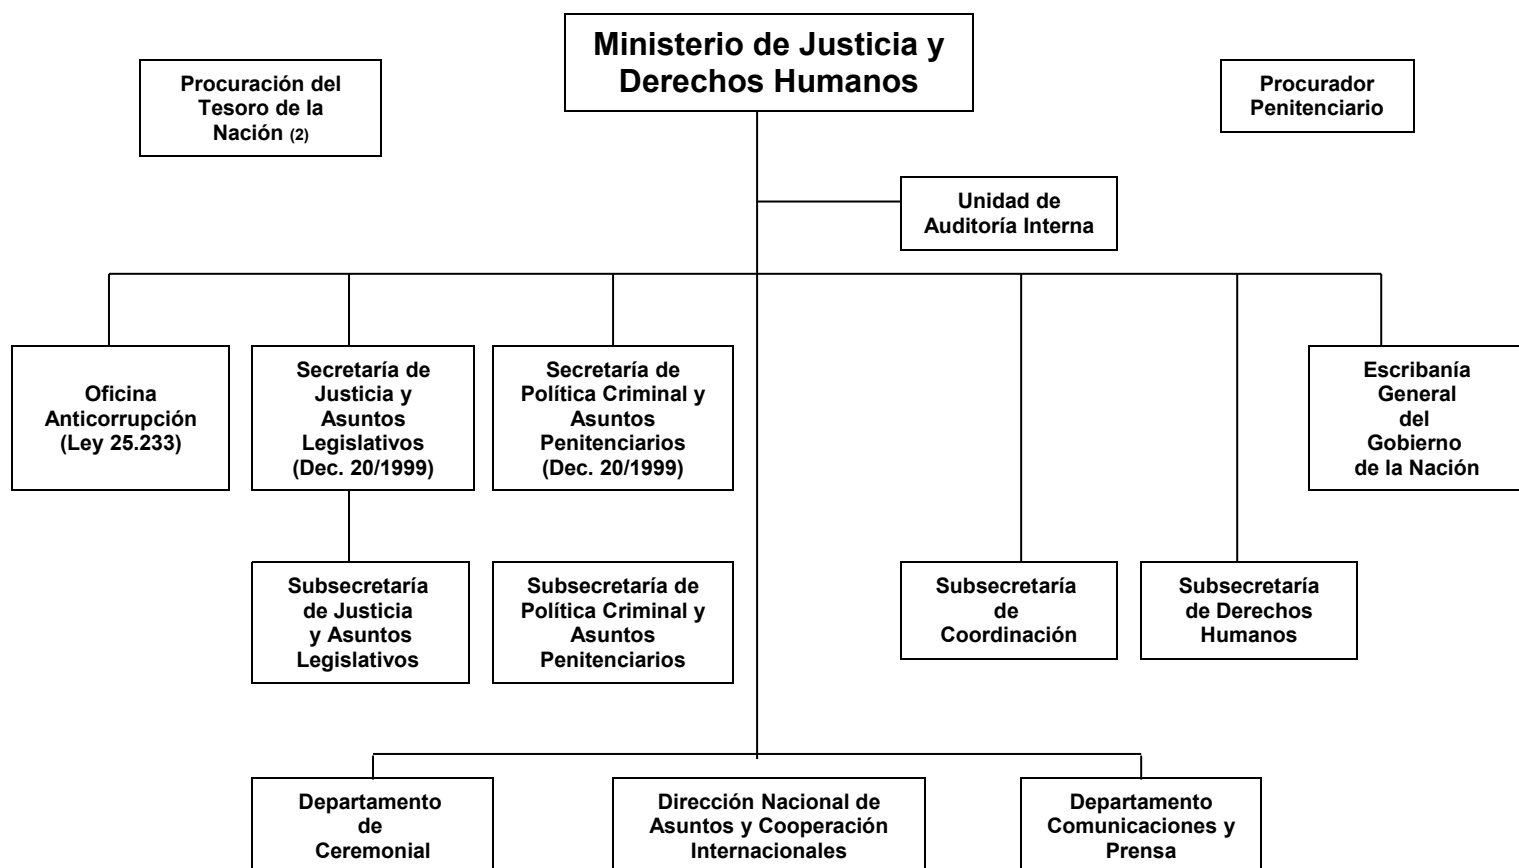 Ministerio de Justicia y
Derechos Humanos
Procuración del
Tesoro de la
Nación (2)
Procurador
Penitenciario
Unidad de
Auditoría Interna
Oficina
Anticorrupción
(Ley 25.233)
Secretaría de
Justicia y
Asuntos
Legislativos
(Dec. 20/1999)
Secretaría de
Política Criminal y
Asuntos
Penitenciarios
(Dec. 20/1999)
Escribanía
General
del
Gobierno
de la Nación
Subsecretaría
de Justicia
y Asuntos
Legislativos
Subsecretaría de
Política Criminal y
Asuntos
Penitenciarios
Subsecretaría
de
Coordinación
Subsecretaría
de Derechos
Humanos
Departamento
de
Ceremonial
Dirección Nacional de
Asuntos y Cooperación
Internacionales
Departamento
Comunicaciones y
Prensa